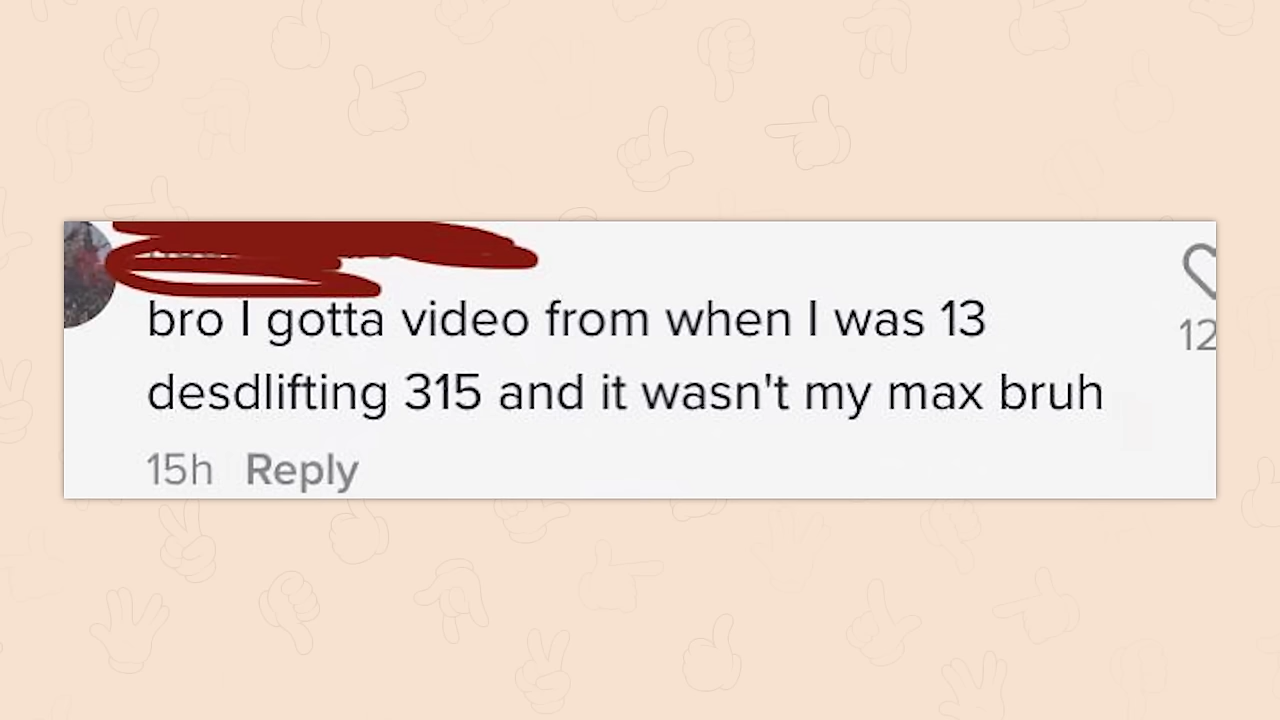 bro I gotta video from when I was 13
desdlifting 315 and it wasn't my max bruh
15h Reply
12